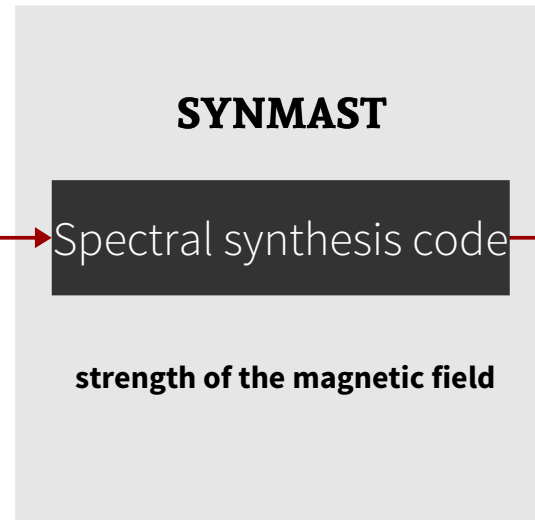 SYNMAST
Spectral synthesis code
strength of the magnetic field